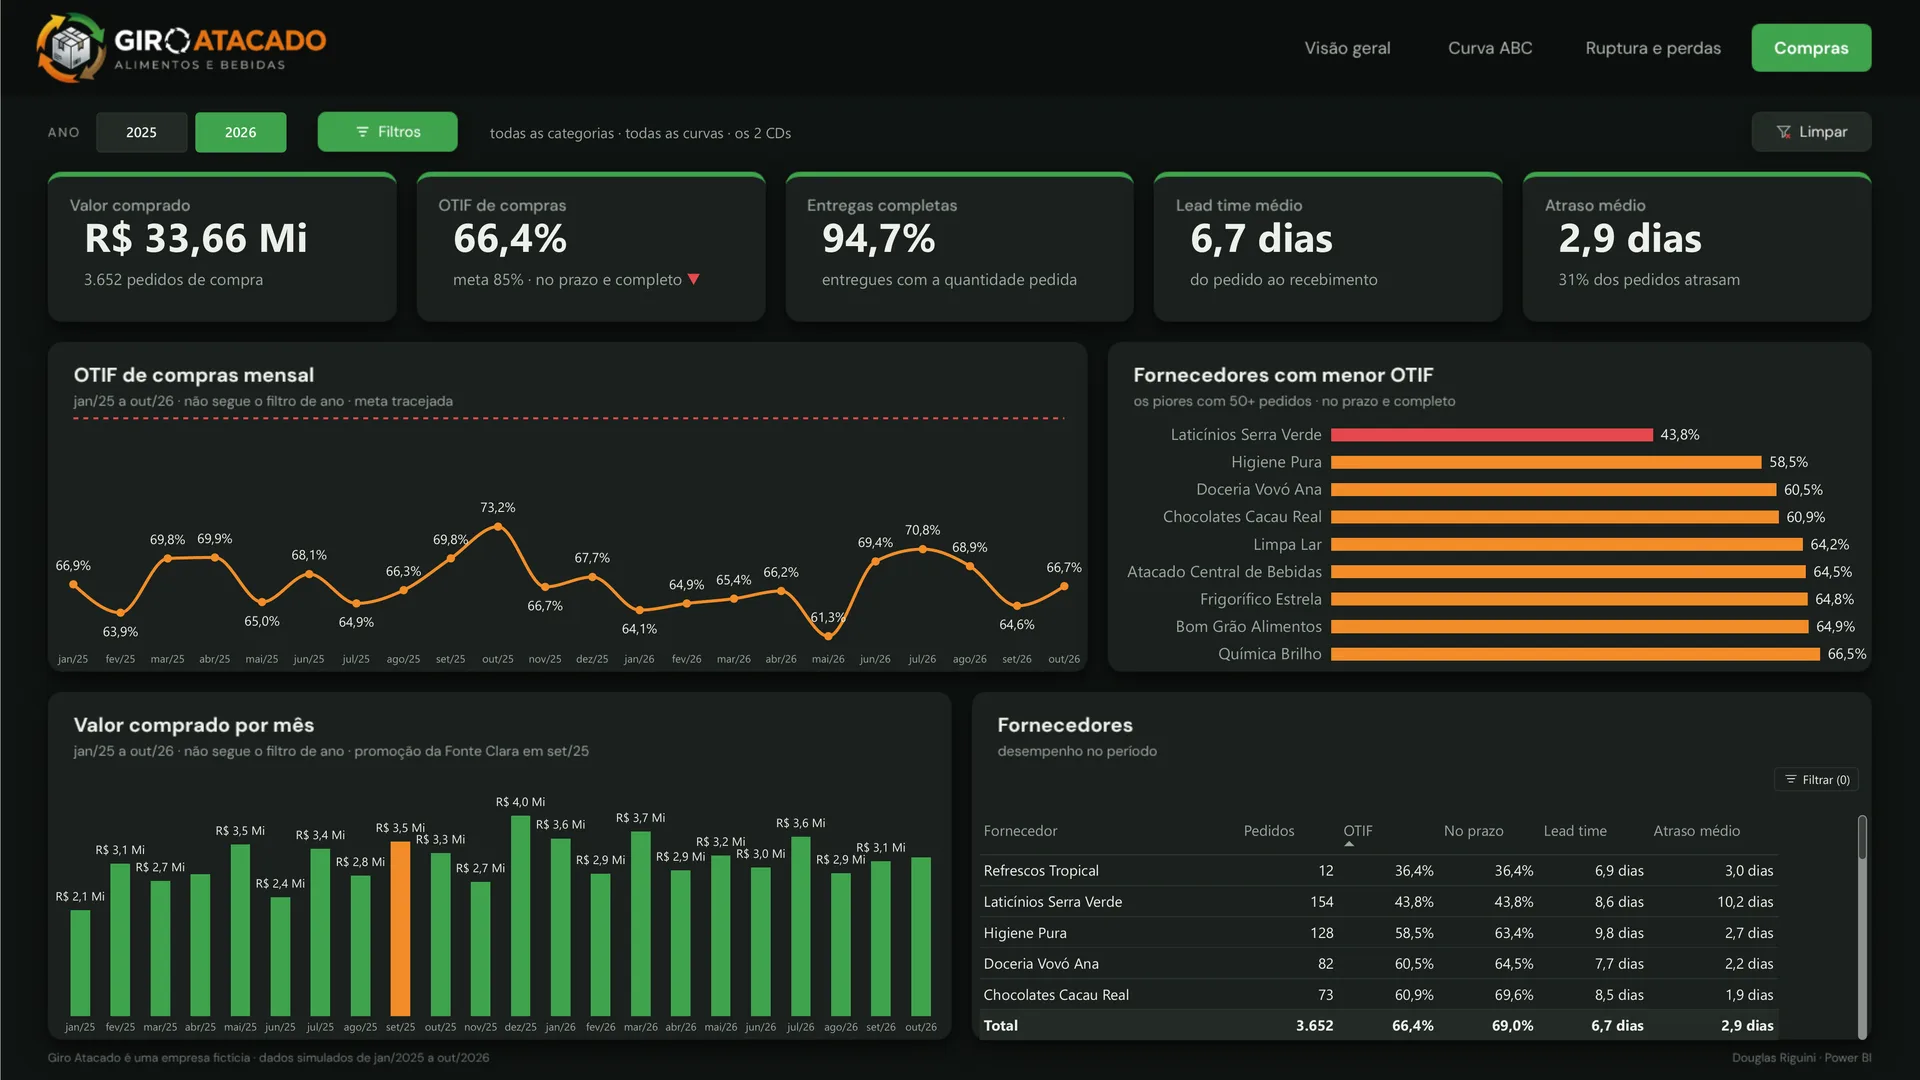 GIRO ATACADO
ALIMENTOS E BEBIDAS
Visão geral
Curva ABC
Ruptura e perdas
Compras
ANO
2025
2026
Filtros
todas as categorias · todas as curvas · os 2 CDs
Limpar
Valor comprado
R$ 33,66 Mi
3.652 pedidos de compra
OTIF de compras
66,4%
meta 85% · no prazo e completo ▼
Entregas completas
94,7%
entregues com a quantidade pedida
Lead time médio
6,7 dias
do pedido ao recebimento
Atraso médio
2,9 dias
31% dos pedidos atrasam
OTIF de compras mensal
jan/25 a out/26 · não segue o filtro de ano · meta tracejada
66,9% 63,9% 69,8% 69,9% 65,0% 68,1% 64,9% 66,3% 69,8% 73,2% 66,7% 67,7% 64,1% 64,9% 65,4% 66,2% 61,3% 69,4% 70,8% 68,9% 64,6% 66,7%
jan/25 fev/25 mar/25 abr/25 mai/25 jun/25 jul/25 ago/25 set/25 out/25 nov/25 dez/25 jan/26 fev/26 mar/26 abr/26 mai/26 jun/26 jul/26 ago/26 set/26 out/26
Fornecedores com menor OTIF
os piores com 50+ pedidos · no prazo e completo
Laticínios Serra Verde 43,8%
Higiene Pura 58,5%
Doceria Vovó Ana 60,5%
Chocolates Cacau Real 60,9%
Limpa Lar 64,2%
Atacado Central de Bebidas 64,5%
Frigorífico Estrela 64,8%
Bom Grão Alimentos 64,9%
Química Brilho 66,5%
Valor comprado por mês
jan/25 a out/26 · não segue o filtro de ano · promoção da Fonte Clara em set/25
R$ 2,1 Mi R$ 3,1 Mi R$ 2,7 Mi R$ 3,5 Mi R$ 2,4 Mi R$ 3,4 Mi R$ 2,8 Mi R$ 3,5 Mi R$ 3,3 Mi R$ 2,7 Mi R$ 4,0 Mi R$ 3,6 Mi R$ 2,9 Mi R$ 3,7 Mi R$ 2,9 Mi R$ 3,2 Mi R$ 3,0 Mi R$ 3,6 Mi R$ 2,9 Mi R$ 3,1 Mi
jan/25 fev/25 mar/25 abr/25 mai/25 jun/25 jul/25 ago/25 set/25 out/25 nov/25 dez/25 jan/26 fev/26 mar/26 abr/26 mai/26 jun/26 jul/26 ago/26 set/26 out/26
Fornecedores
desempenho no período
Filtrar (0)
Fornecedor Pedidos OTIF No prazo Lead time Atraso médio
Refrescos Tropical 12 36,4% 36,4% 6,9 dias 3,0 dias
Laticínios Serra Verde 154 43,8% 43,8% 8,6 dias 10,2 dias
Higiene Pura 128 58,5% 63,4% 9,8 dias 2,7 dias
Doceria Vovó Ana 82 60,5% 64,5% 7,7 dias 2,2 dias
Chocolates Cacau Real 73 60,9% 69,6% 8,5 dias 1,9 dias
Total 3.652 66,4% 69,0% 6,7 dias 2,9 dias
Giro Atacado é uma empresa fictícia · dados simulados de jan/2025 a out/2026
Douglas Riguini · Power BI